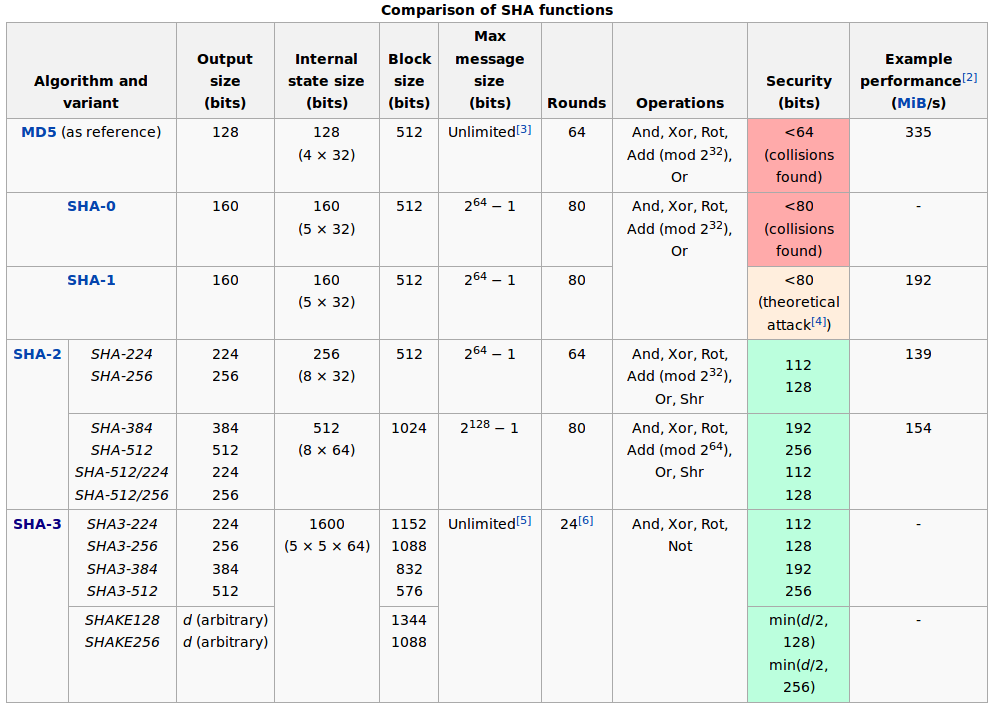 Comparison of SHA functions
Algorithm and variant | Output size (bits) | Internal state size (bits) | Block size (bits) | Max message size (bits) | Rounds | Operations | Security (bits) | Example performance[2] (MiB/s)
MD5 (as reference) | 128 | 128 (4 × 32) | 512 | Unlimited[3] | 64 | And, Xor, Rot, Add (mod 2^32), Or | <64 (collisions found) | 335
SHA-0 | 160 | 160 (5 × 32) | 512 | 2^64 − 1 | 80 | And, Xor, Rot, Add (mod 2^32), Or | <80 (collisions found) | -
SHA-1 | 160 | 160 (5 × 32) | 512 | 2^64 − 1 | 80 | <80 (theoretical attack[4]) | 192
SHA-2 | SHA-224 SHA-256 | 224 256 | 256 (8 × 32) | 512 | 2^64 − 1 | 64 | And, Xor, Rot, Add (mod 2^32), Or, Shr | 112 128 | 139
SHA-384 SHA-512 SHA-512/224 SHA-512/256 | 384 512 224 256 | 512 (8 × 64) | 1024 | 2^128 − 1 | 80 | And, Xor, Rot, Add (mod 2^64), Or, Shr | 192 256 112 128 | 154
SHA-3 | SHA3-224 SHA3-256 SHA3-384 SHA3-512 | 224 256 384 512 | 1600 (5 × 5 × 64) | 1152 1088 832 576 | Unlimited[5] | 24[6] | And, Xor, Rot, Not | 112 128 192 256 | -
SHAKE128 SHAKE256 | d (arbitrary) d (arbitrary) | 1344 1088 | min(d/2, 128) min(d/2, 256) | -